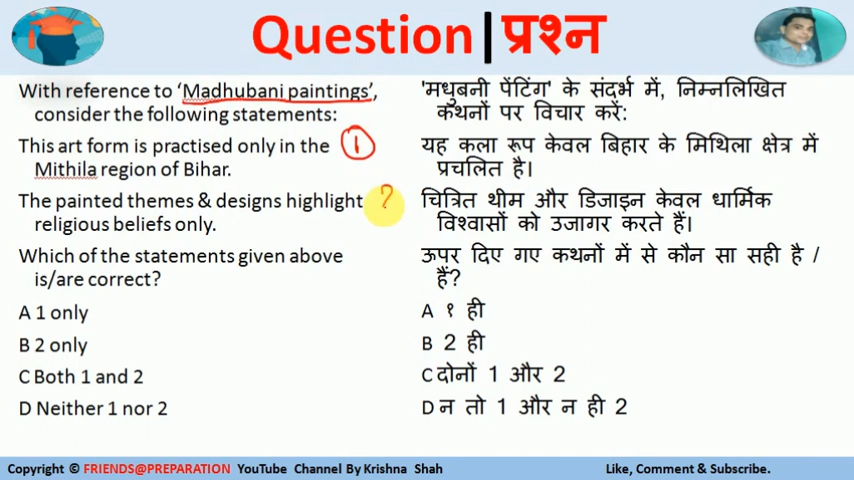 Question|प्रश्न
With reference to ‘Madhubani paintings’,
consider the following statements:
This art form is practised only in the 1
Mithila region of Bihar.
The painted themes & designs highlight 2
religious beliefs only.
Which of the statements given above
is/are correct?
A 1 only
B 2 only
C Both 1 and 2
D Neither 1 nor 2
'मधुबनी पेंटिंग' के संदर्भ में, निम्नलिखित
कथनों पर विचार करें:
यह कला रूप केवल बिहार के मिथिला क्षेत्र में
प्रचलित है।
चित्रित थीम और डिजाइन केवल धार्मिक
विश्वासों को उजागर करते हैं।
ऊपर दिए गए कथनों में से कौन सा सही है /
हैं?
A १ ही
B 2 ही
C दोनों 1 और 2
D न तो 1 और न ही 2
Copyright © FRIENDS@PREPARATION YouTube Channel By Krishna Shah
Like, Comment & Subscribe.